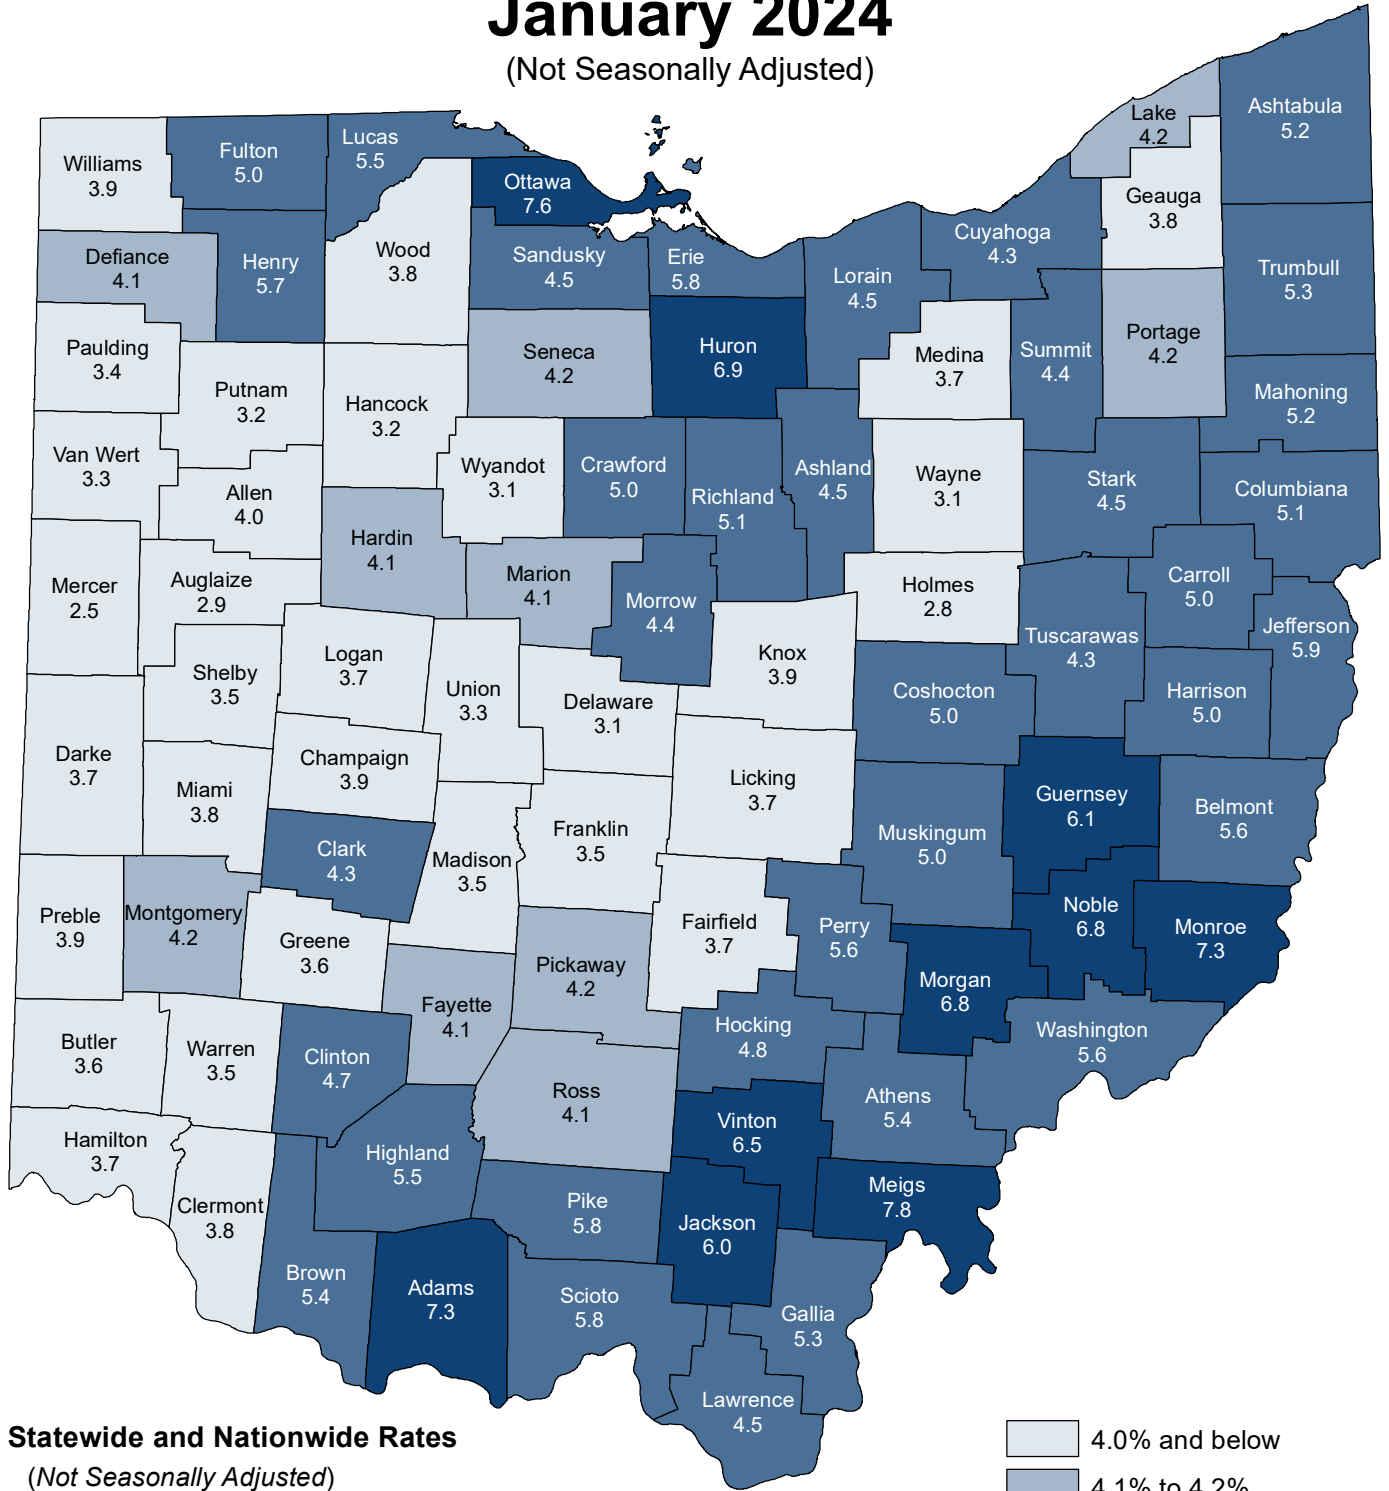 January 2024
(Not Seasonally Adjusted)
Williams
3.9
Fulton
5.0
Lucas
5.5
Ottawa
7.6
Lake
4.2
Ashtabula
5.2
Geauga
3.8
Defiance
4.1
Henry
5.7
Wood
3.8
Sandusky
4.5
Erie
5.8
Lorain
4.5
Cuyahoga
4.3
Trumbull
5.3
Paulding
3.4
Putnam
3.2
Hancock
3.2
Seneca
4.2
Huron
6.9
Medina
3.7
Summit
4.4
Portage
4.2
Mahoning
5.2
Van Wert
3.3
Allen
4.0
Wyandot
3.1
Crawford
5.0
Richland
5.1
Ashland
4.5
Wayne
3.1
Stark
4.5
Columbiana
5.1
Mercer
2.5
Auglaize
2.9
Hardin
4.1
Marion
4.1
Morrow
4.4
Holmes
2.8
Tuscarawas
4.3
Carroll
5.0
Jefferson
5.9
Shelby
3.5
Logan
3.7
Union
3.3
Delaware
3.1
Knox
3.9
Coshocton
5.0
Harrison
5.0
Darke
3.7
Miami
3.8
Champaign
3.9
Licking
3.7
Guernsey
6.1
Belmont
5.6
Clark
4.3
Madison
3.5
Franklin
3.5
Muskingum
5.0
Preble
3.9
Montgomery
4.2
Greene
3.6
Fairfield
3.7
Perry
5.6
Noble
6.8
Monroe
7.3
Fayette
4.1
Pickaway
4.2
Morgan
6.8
Butler
3.6
Warren
3.5
Clinton
4.7
Hocking
4.8
Washington
5.6
Ross
4.1
Athens
5.4
Hamilton
3.7
Highland
5.5
Vinton
6.5
Clermont
3.8
Pike
5.8
Jackson
6.0
Meigs
7.8
Brown
5.4
Adams
7.3
Scioto
5.8
Gallia
5.3
Lawrence
4.5
Statewide and Nationwide Rates
(Not Seasonally Adjusted)
4.0% and below
4.1% to 4.2%